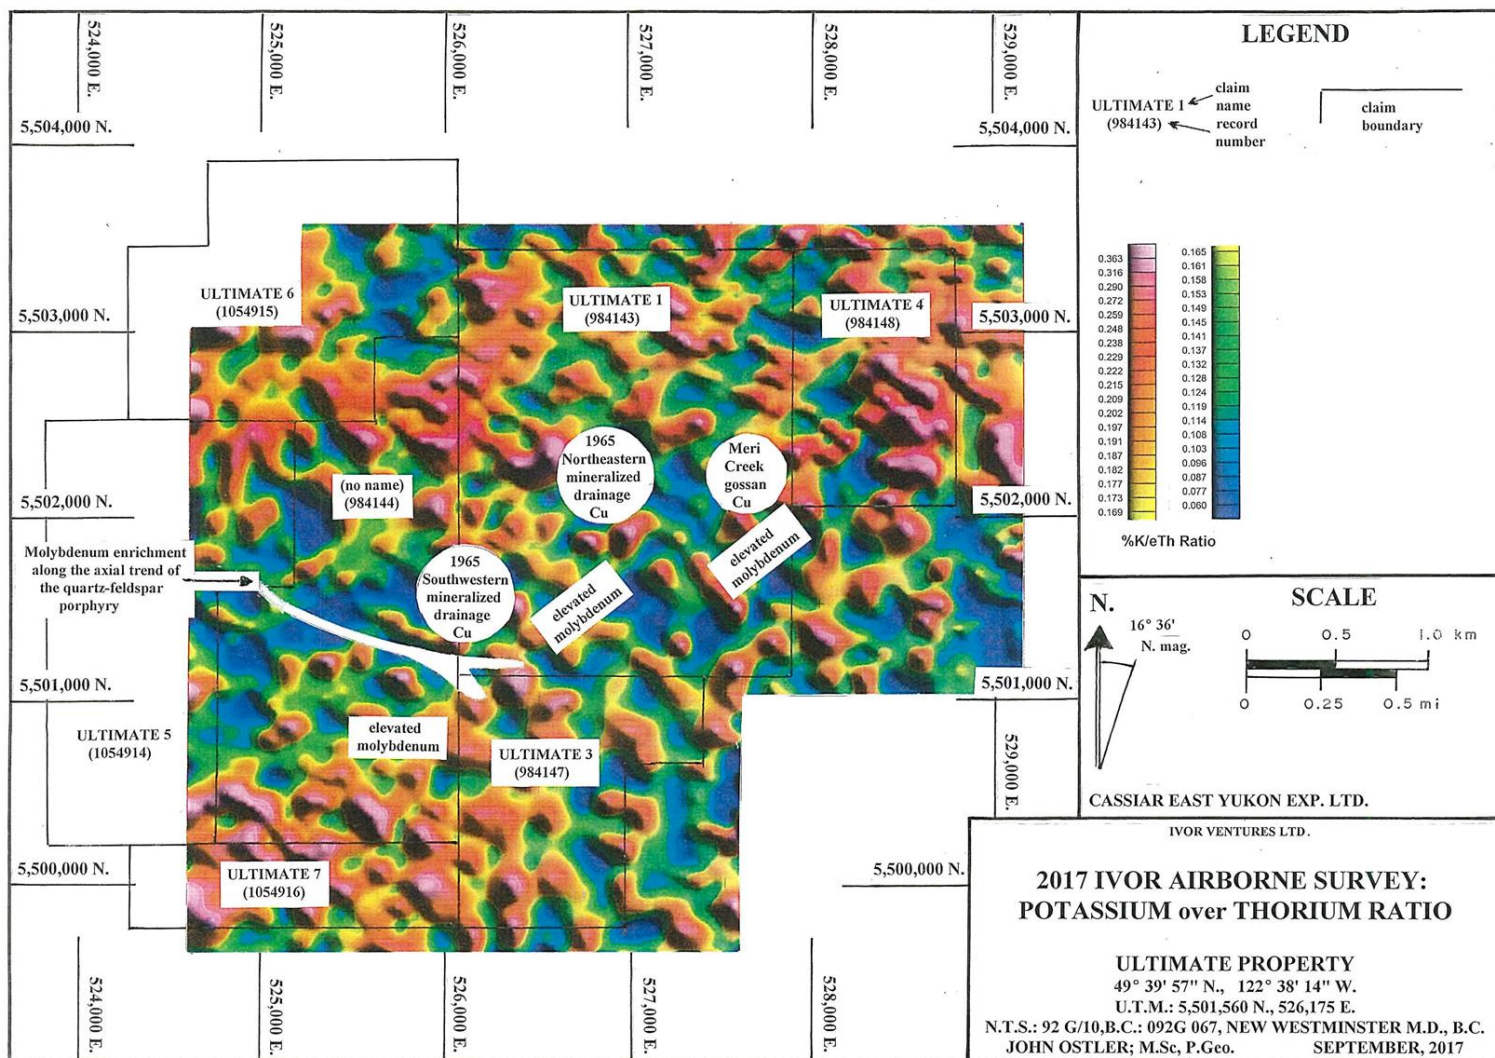 524,000 E.
525,000 E.
526,000 E.
527,000 E.
528,000 E.
529,000 E.
5,504,000 N.
5,504,000 N.
ULTIMATE 6
(1054915)
ULTIMATE 1
(984143)
ULTIMATE 4
(984148)
5,503,000 N.
5,503,000 N.
(no name)
(984144)
1965
Northeastern
mineralized
drainage
Cu
Meri
Creek
gossan
Cu
5,502,000 N.
5,502,000 N.
Molybdenum enrichment
along the axial trend of
the quartz-feldspar
porphyry
1965
Southwestern
mineralized
drainage
Cu
elevated
molybdenum
elevated
molybdenum
5,501,000 N.
5,501,000 N.
ULTIMATE 5
(1054914)
elevated
molybdenum
ULTIMATE 3
(984147)
5,500,000 N.
5,500,000 N.
ULTIMATE 7
(1054916)
524,000 E.
525,000 E.
526,000 E.
527,000 E.
528,000 E.
529,000 E.
LEGEND
ULTIMATE 1
(984143)
claim
name
record
number
claim
boundary
0.363
0.316
0.290
0.272
0.259
0.248
0.238
0.229
0.222
0.215
0.209
0.202
0.197
0.191
0.187
0.182
0.177
0.173
0.169
0.165
0.161
0.158
0.153
0.149
0.145
0.141
0.137
0.132
0.128
0.124
0.119
0.114
0.108
0.103
0.096
0.087
0.077
0.060
%K/eTh Ratio
N.
16° 36'
N. mag.
SCALE
0 0.5 1.0 km
0 0.25 0.5 mi
CASSIAR EAST YUKON EXP. LTD.
IVOR VENTURES LTD.
2017 IVOR AIRBORNE SURVEY:
POTASSIUM over THORIUM RATIO
ULTIMATE PROPERTY
49° 39' 57" N., 122° 38' 14" W.
U.T.M.: 5,501,560 N., 526,175 E.
N.T.S.: 92 G/10,B.C.: 092G 067, NEW WESTMINSTER M.D., B.C.
JOHN OSTLER; M.Sc, P.Geo. SEPTEMBER, 2017